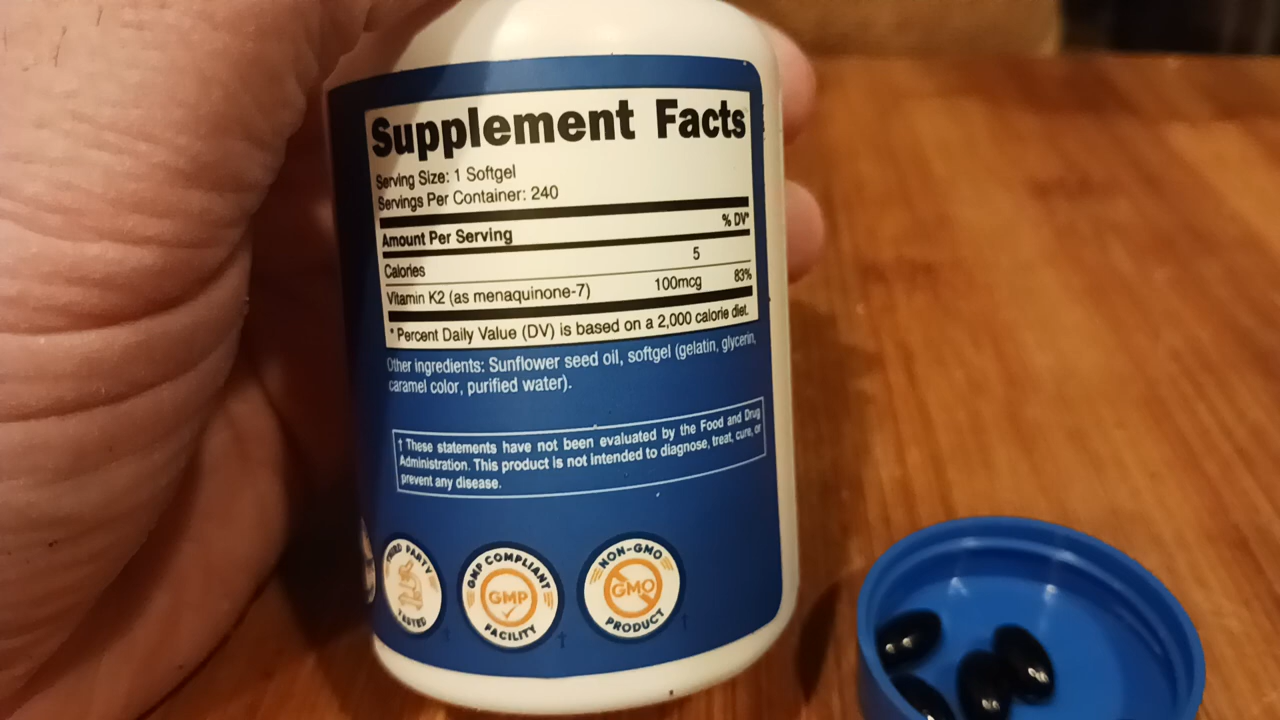 Supplement Facts
Serving Size: 1 Softgel
Servings Per Container: 240
% DV*
Amount Per Serving
Calories 5
Vitamin K2 (as menaquinone-7) 100mcg 83%
* Percent Daily Value (DV) is based on a 2,000 calorie diet.
Other ingredients: Sunflower seed oil, softgel (gelatin, glycerin,
caramel color, purified water).
† These statements have not been evaluated by the Food and Drug
Administration. This product is not intended to diagnose, treat, cure, or
prevent any disease.
THIRD PARTY
TESTED
GMP COMPLIANT
GMP
FACILITY
†
NON-GMO
GMO
PRODUCT
†